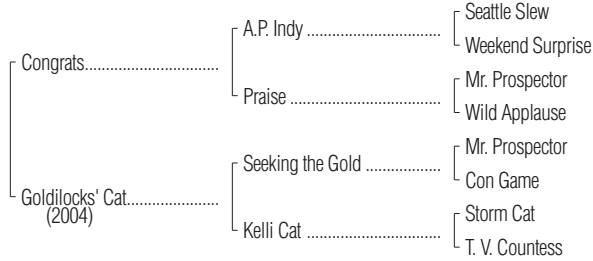 Seattle Slew
A.P. Indy ................................
Weekend Surprise
Congrats................................
Mr. Prospector
Praise ....................................
Wild Applause
Mr. Prospector
Seeking the Gold ..................
Con Game
Goldilocks' Cat......................
(2004)
Storm Cat
Kelli Cat ................................
T. V. Countess